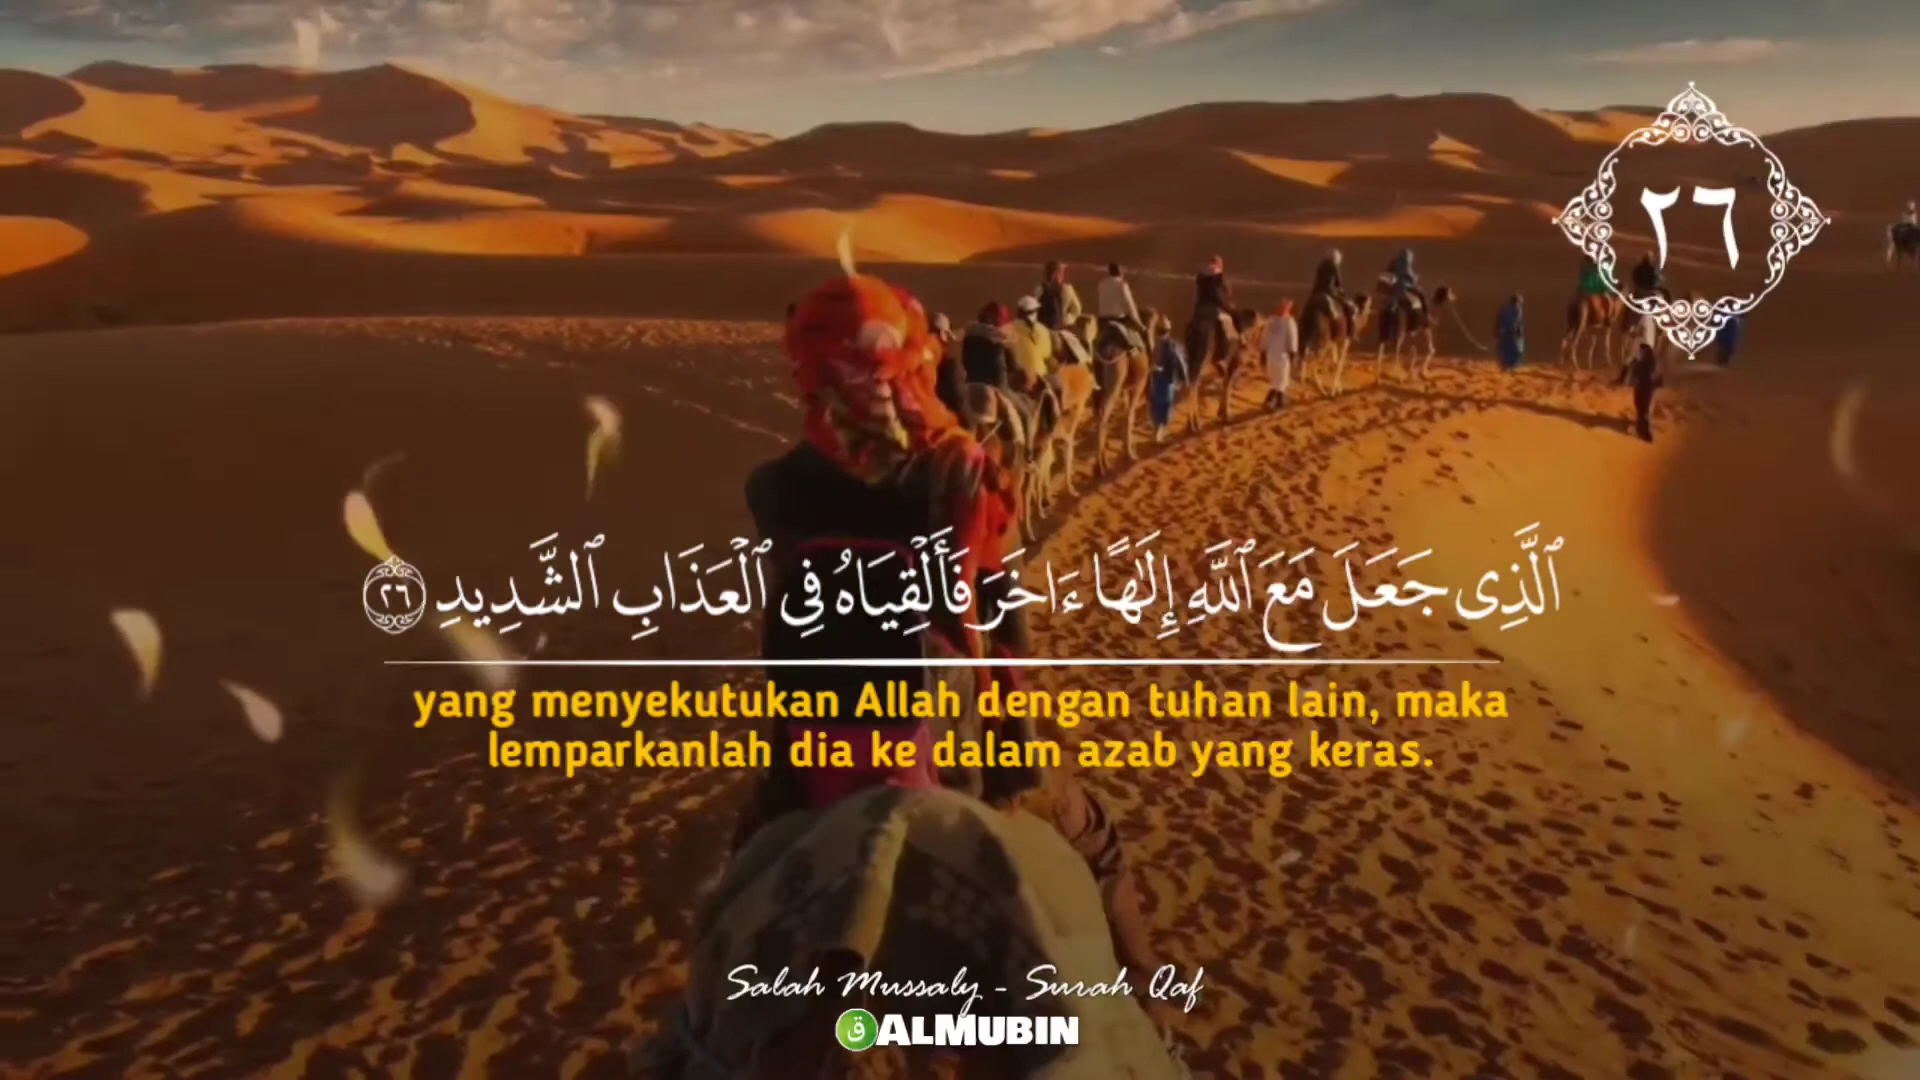 ٢٦
ٱلَّذِى جَعَلَ مَعَ ٱللَّهِ إِلَٰهًا ءَاخَرَ فَأَلْقِيَاهُ فِى ٱلْعَذَابِ ٱلشَّدِيدِ ٢٦
yang menyekutukan Allah dengan tuhan lain, maka
lemparkanlah dia ke dalam azab yang keras.
Salah Mussaly - Surah Qaf
ق ALMUBIN